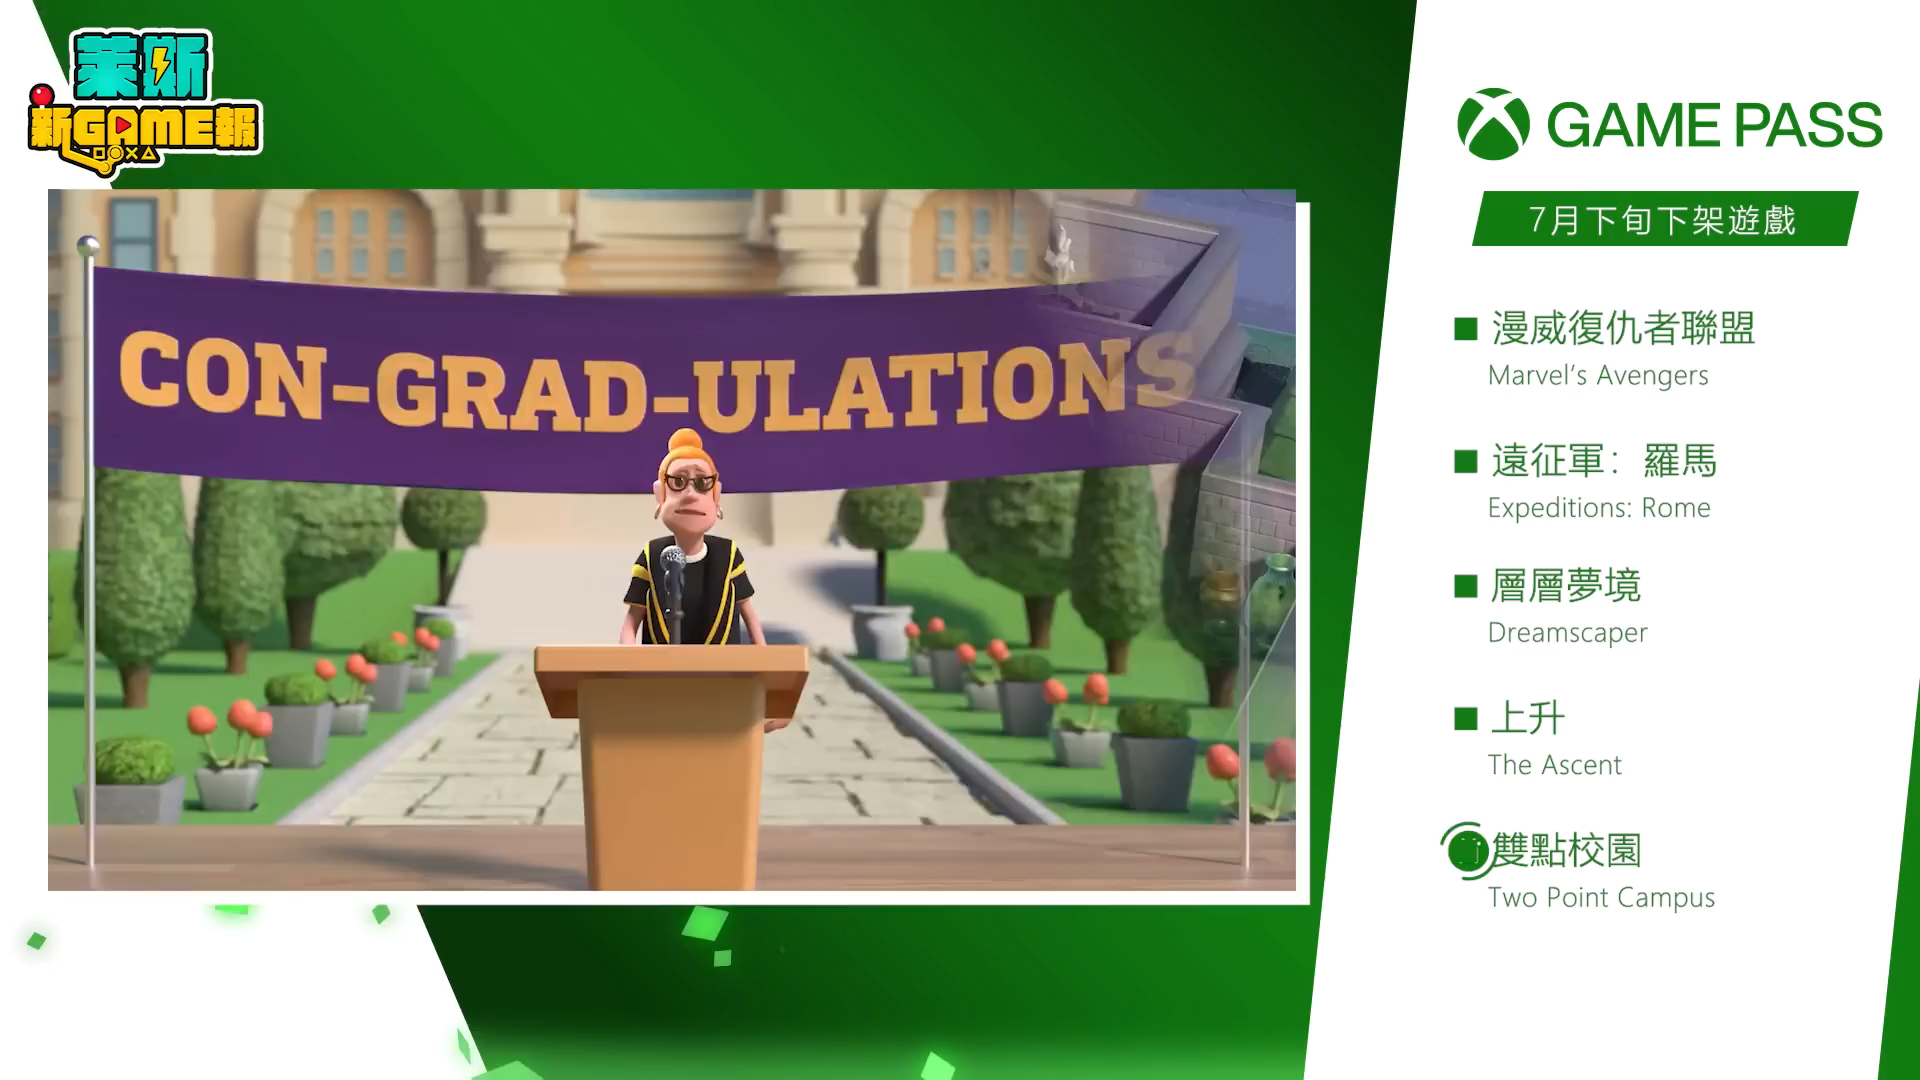 萊斯
新GAME報
CON-GRAD-ULATIONS
GAME PASS
7月下旬下架遊戲
漫威復仇者聯盟
Marvel’s Avengers
遠征軍：羅馬
Expeditions: Rome
層層夢境
Dreamscaper
上升
The Ascent
雙點校園
Two Point Campus